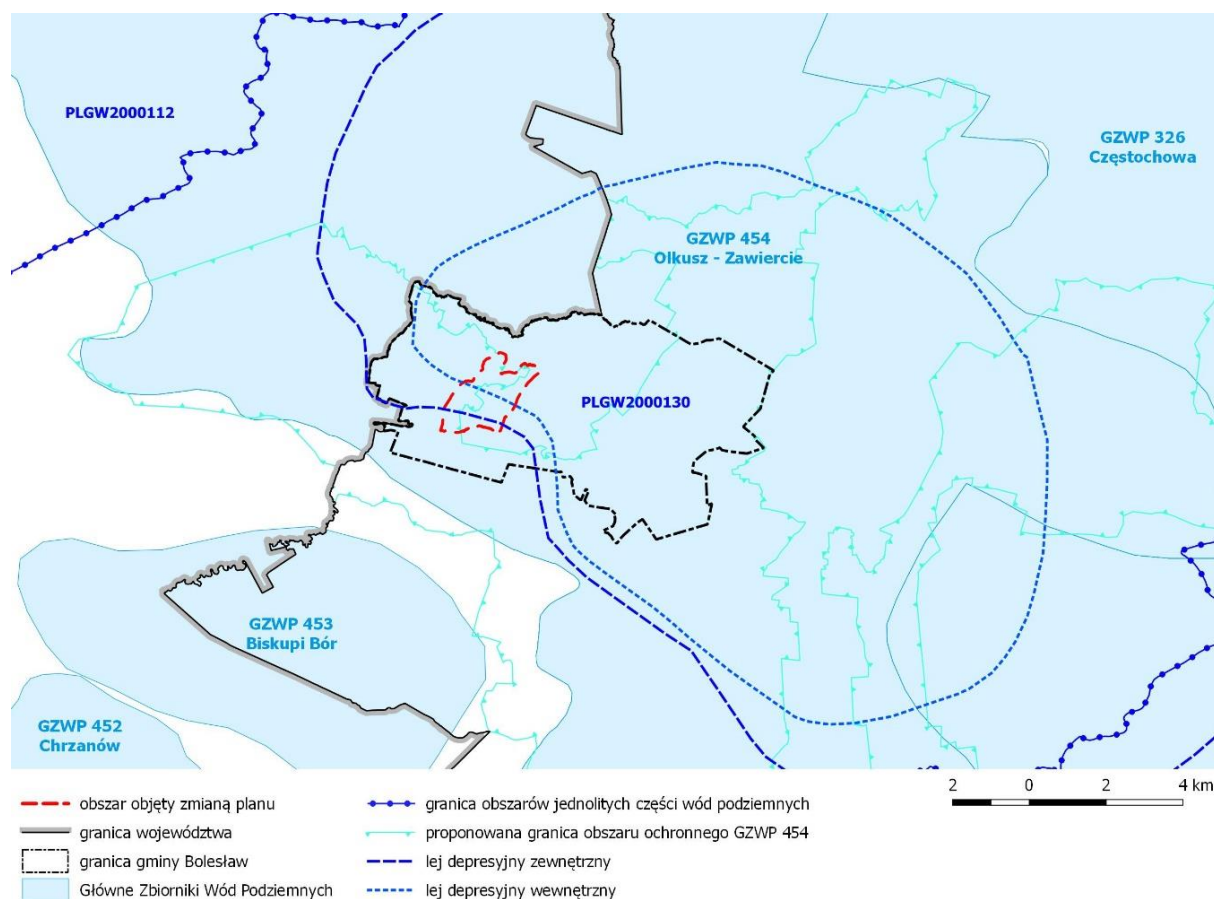 PLGW2000112
GZWP 326
Częstochowa
GZWP 454
Olkusz - Zawiercie
PLGW2000130
GZWP 453
Biskupi Bór
GZWP 452
Chrzanów
2 0 2 4 km
obszar objęty zmianą planu
granica województwa
granica gminy Bolesław
Główne Zbiorniki Wód Podziemnych
granica obszarów jednolitych części wód podziemnych
proponowana granica obszaru ochronnego GZWP 454
lej depresyjny zewnętrzny
lej depresyjny wewnętrzny